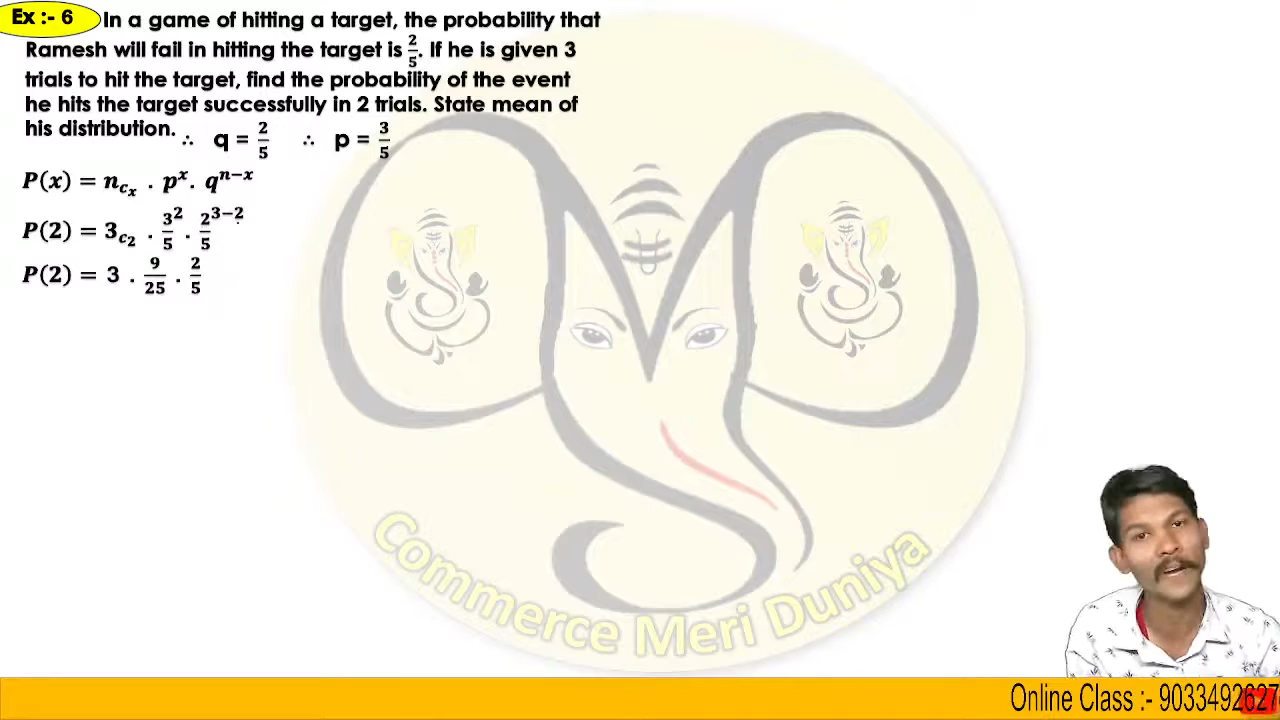 Ex :- 6 In a game of hitting a target, the probability that
Ramesh will fail in hitting the target is 2/5. If he is given 3
trials to hit the target, find the probability of the event
he hits the target successfully in 2 trials. State mean of
his distribution. ∴ q = 2/5 ∴ p = 3/5
P(x) = n_{c_x} . p^x. q^{n−x}
P(2) = 3_{c_2} . 3^2/5 . 2^{3−2}/5
P(2) = 3 . 9/25 . 2/5
Commerce Meri Duniya
Online Class :- 9033492627